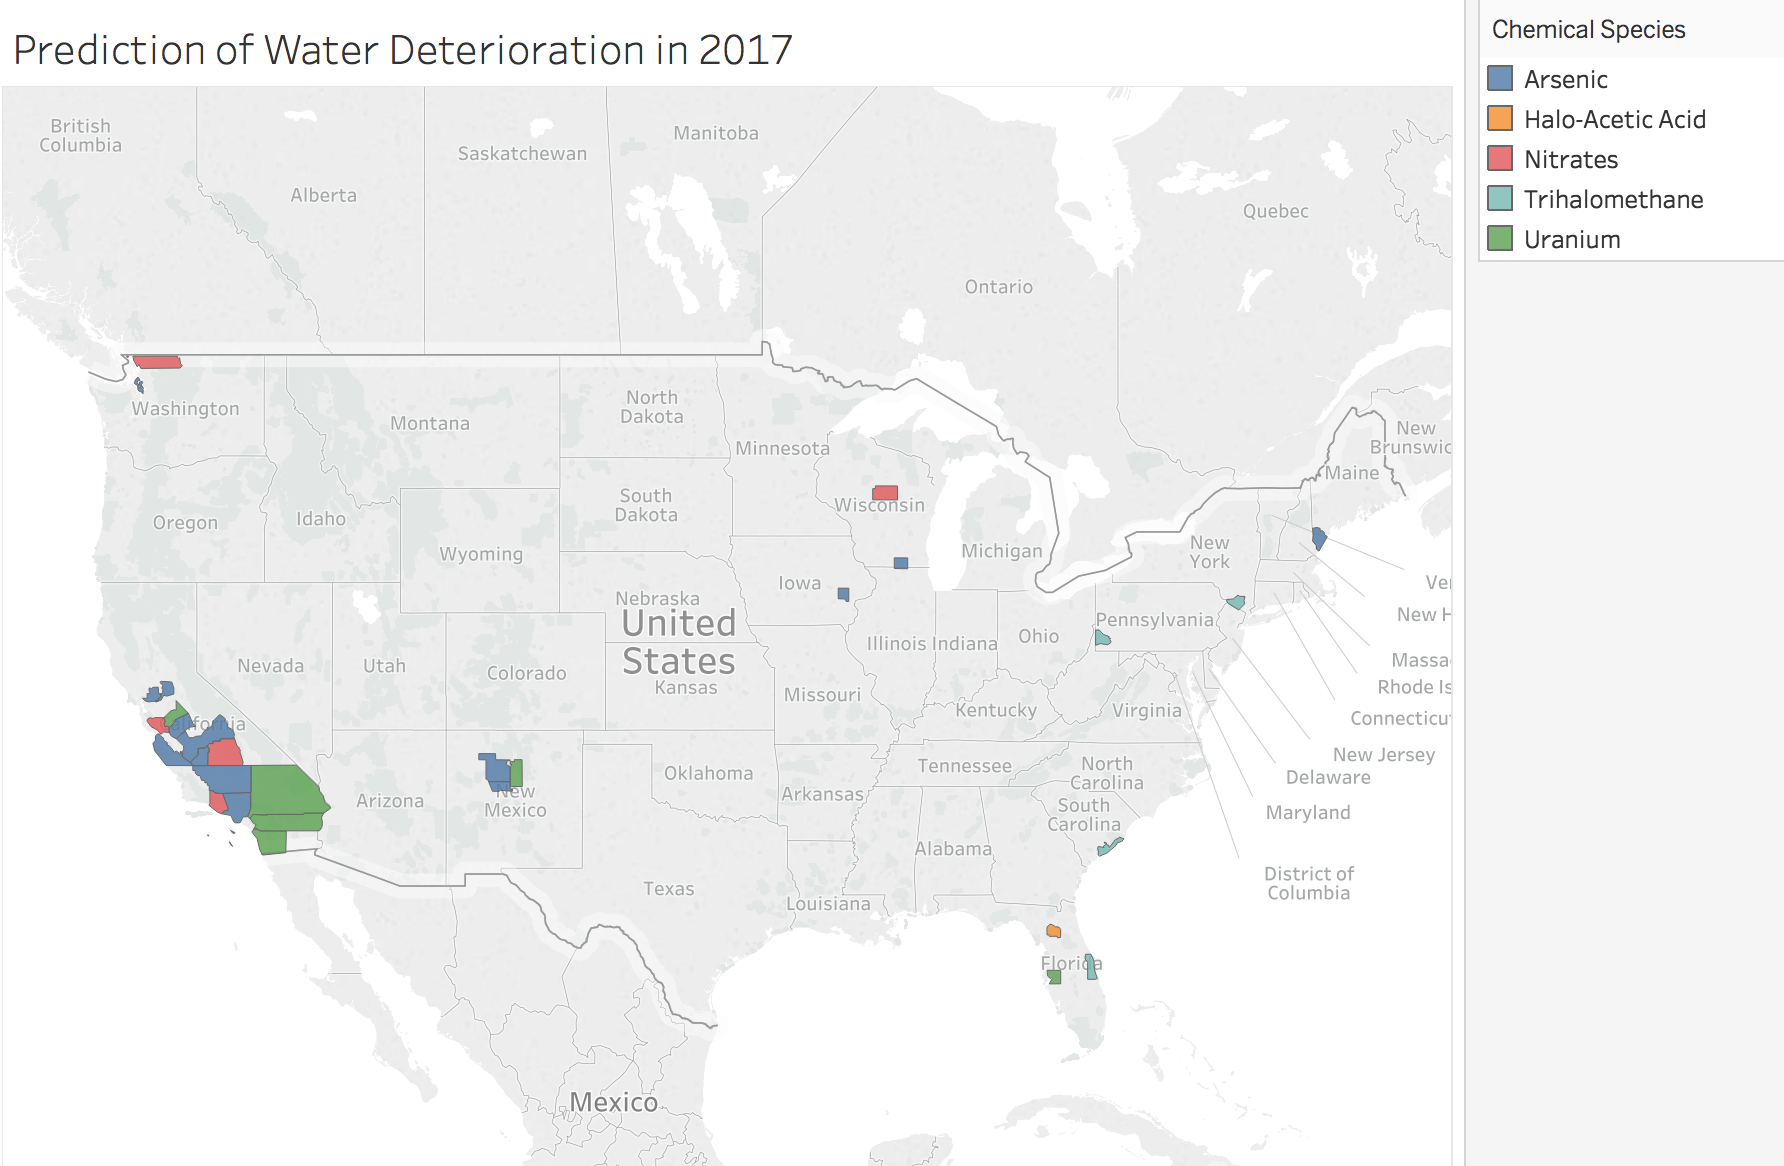 Prediction of Water Deterioration in 2017
Chemical Species
Arsenic
Halo-Acetic Acid
Nitrates
Trihalomethane
Uranium
British
Columbia
Alberta
Saskatchewan
Manitoba
Ontario
Quebec
New
Brunswic
Maine
Washington
Montana
North
Dakota
Minnesota
Oregon
Idaho
South
Dakota
Wisconsin
Wyoming
Michigan
New
York
Iowa
Nebraska
Ver
New H
United
States
Pennsylvania
Illinois
Indiana
Ohio
Nevada
Utah
Colorado
Kansas
Missouri
Massa
Rhode Is
Kentucky
Virginia
Connecticut
California
New Jersey
Oklahoma
Tennessee
North
Carolina
Delaware
Arizona
New
Mexico
Arkansas
South
Carolina
Maryland
Alabama
District of
Columbia
Texas
Louisiana
Florida
Mexico